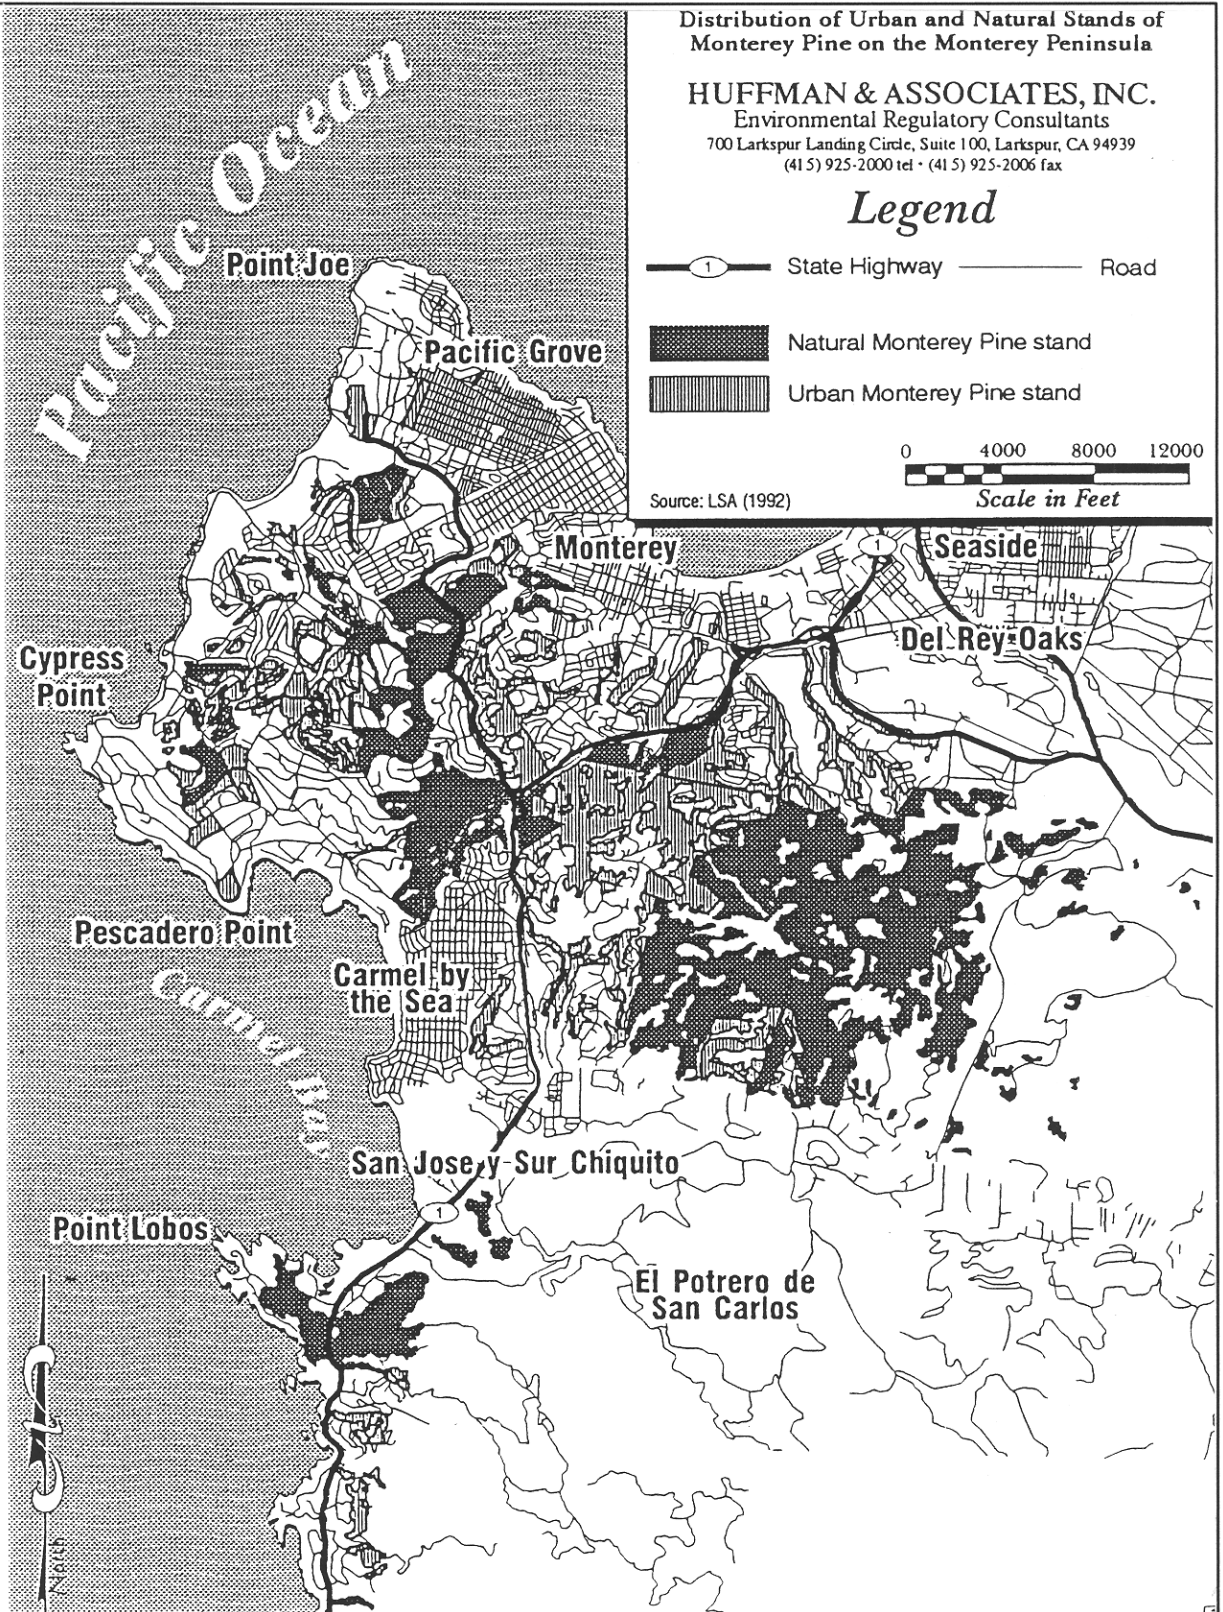 Distribution of Urban and Natural Stands of
Monterey Pine on the Monterey Peninsula
HUFFMAN & ASSOCIATES, INC.
Environmental Regulatory Consultants
700 Larkspur Landing Circle, Suite 100, Larkspur, CA 94939
(415) 925-2000 tel • (415) 925-2006 fax
Legend
1 State Highway Road
Natural Monterey Pine stand
Urban Monterey Pine stand
0 4000 8000 12000
Scale in Feet
Source: LSA (1992)
Pacific Ocean
Point Joe
Pacific Grove
Monterey
1
Seaside
Del Rey Oaks
Cypress
Point
Pescadero Point
Carmel by
the Sea
Carmel Bay
San Jose y Sur Chiquito
1
Point Lobos
El Potrero de
San Carlos
North